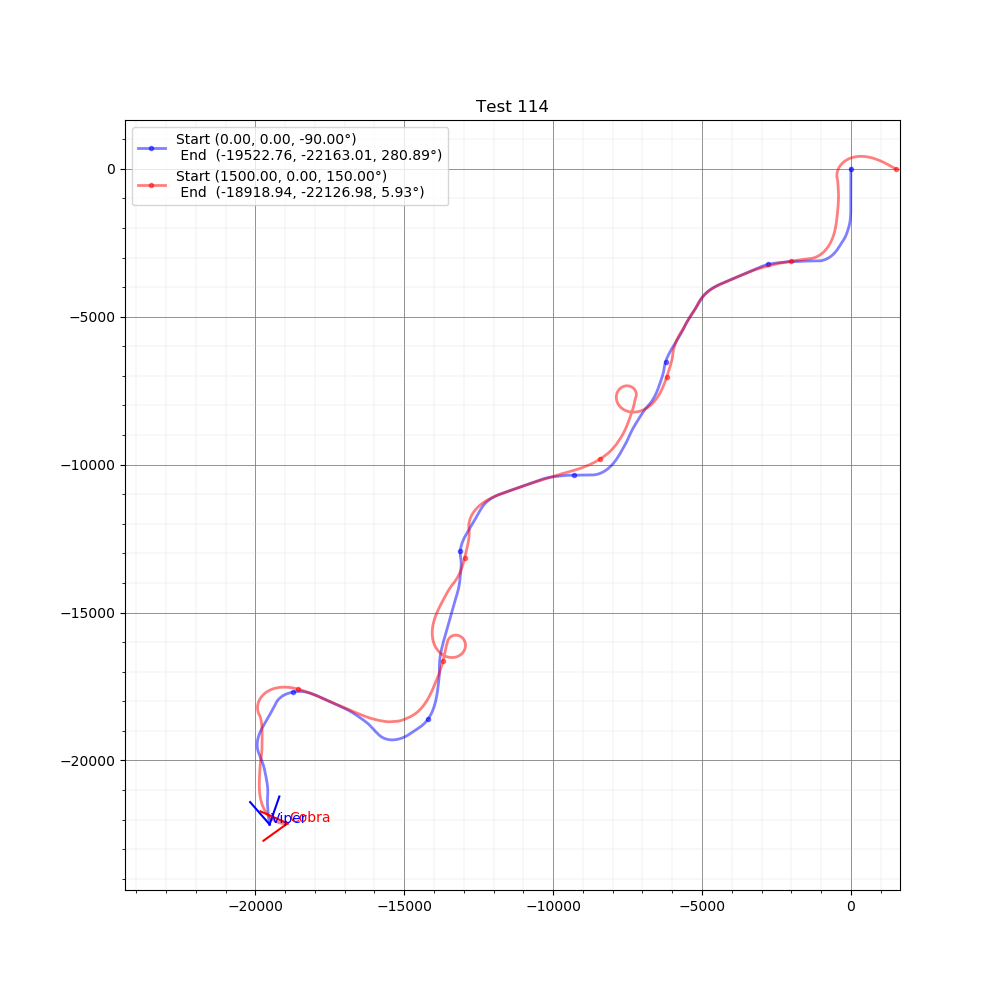 Test 114
Start (0.00, 0.00, -90.00°)
End  (-19522.76, -22163.01, 280.89°)
Start (1500.00, 0.00, 150.00°)
End  (-18918.94, -22126.98, 5.93°)
0
−5000
−10000
−15000
−20000
Viper
Cobra
−20000
−15000
−10000
−5000
0